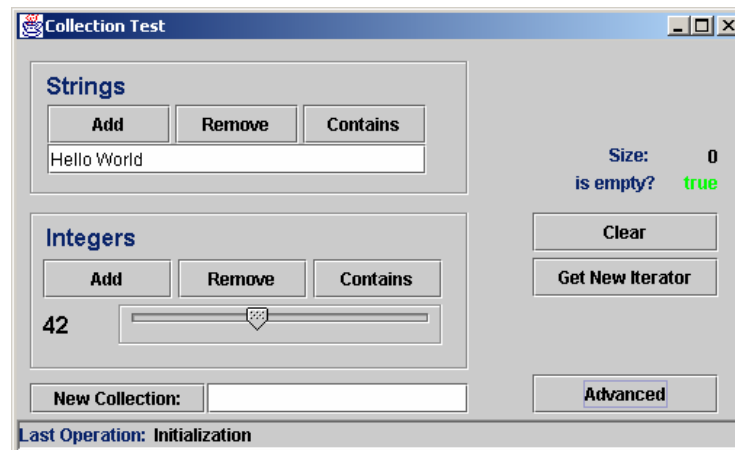 Collection Test
Strings
Add Remove Contains
Hello World
Size: 0
is empty? true
Integers
Add Remove Contains
42
Clear
Get New Iterator
New Collection:
Advanced
Last Operation: Initialization